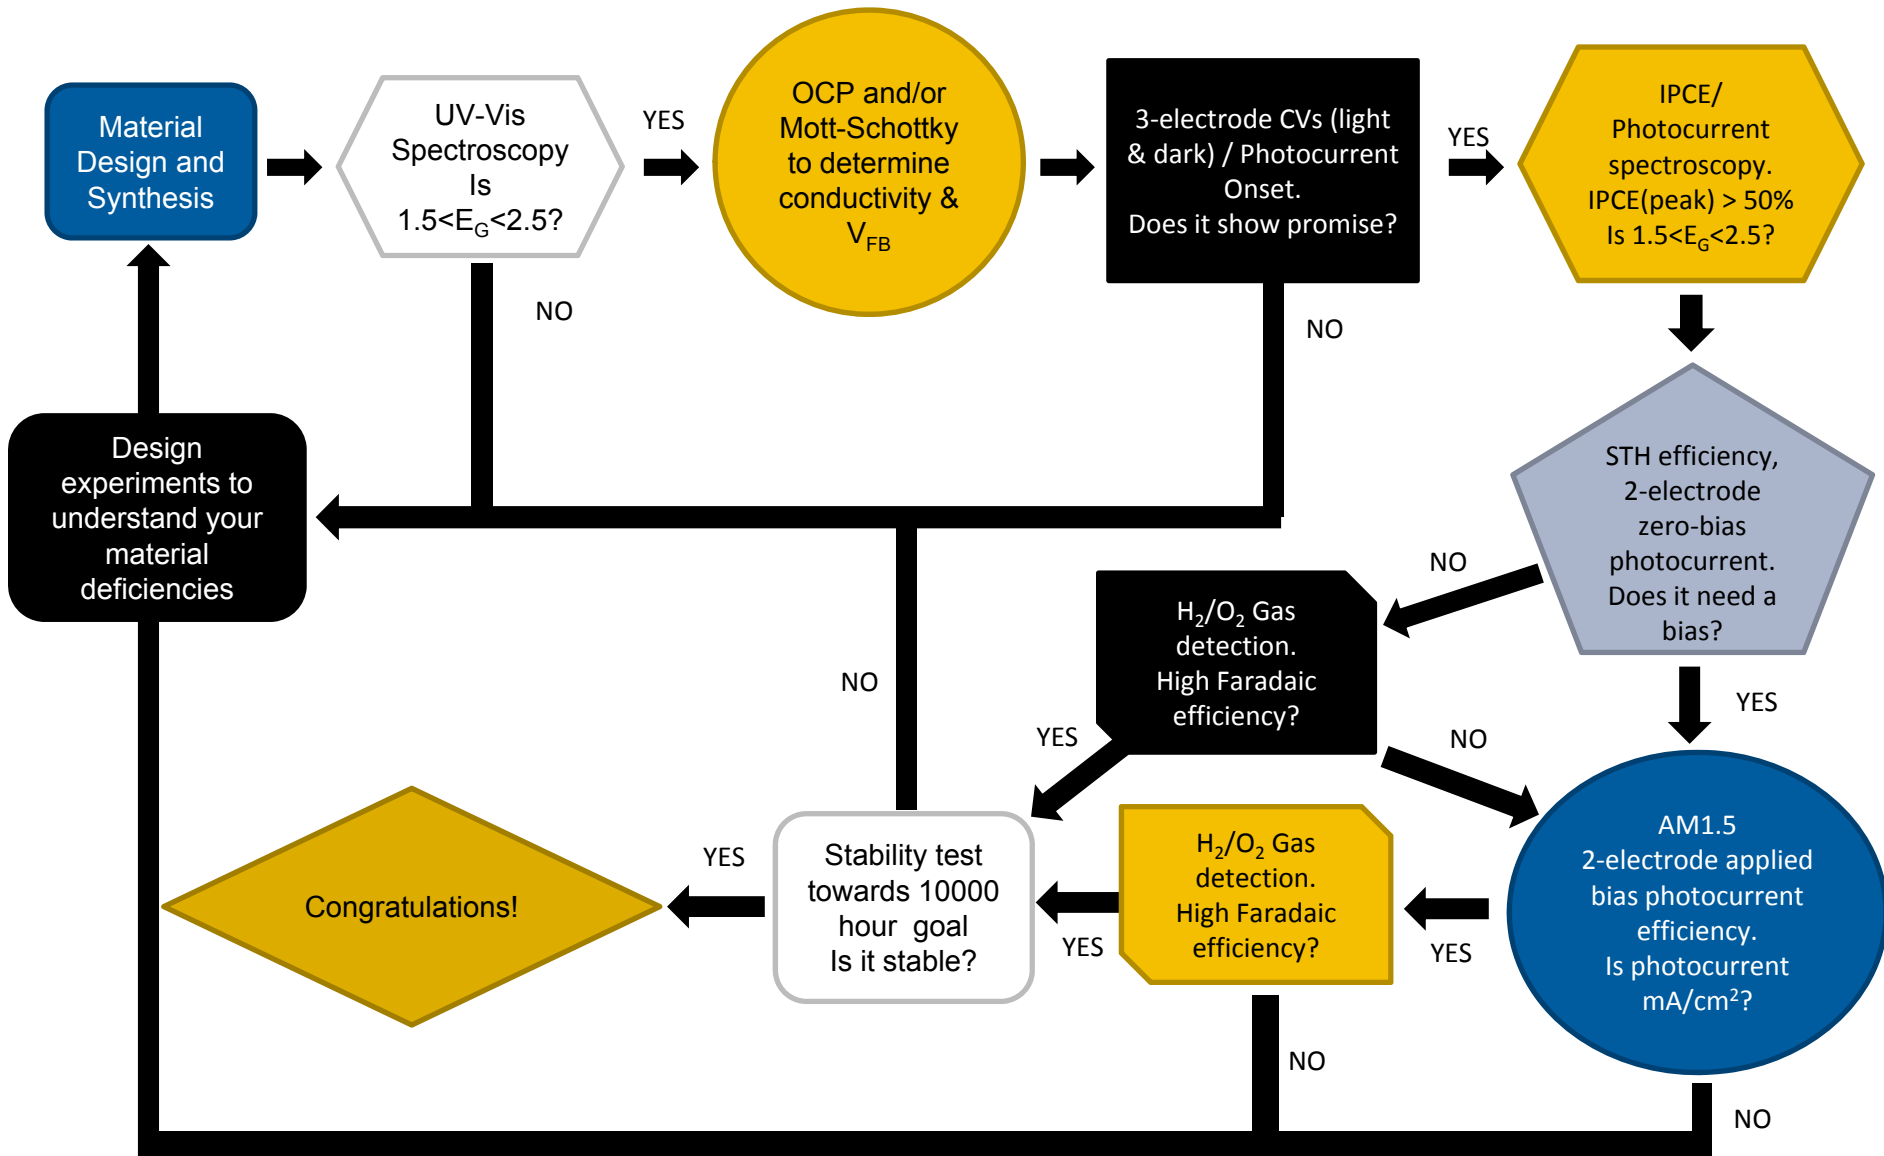 Material
Design and
Synthesis
UV-Vis
Spectroscopy
Is
1.5<E_G<2.5?
YES
NO
OCP and/or
Mott-Schottky
to determine
conductivity &
V_FB
3-electrode CVs (light
& dark) / Photocurrent
Onset.
Does it show promise?
YES
NO
IPCE/
Photocurrent
spectroscopy.
IPCE(peak) > 50%
Is 1.5<E_G<2.5?
STH efficiency,
2-electrode
zero-bias
photocurrent.
Does it need a
bias?
NO
YES
Design
experiments to
understand your
material
deficiencies
H₂/O₂ Gas
detection.
High Faradaic
efficiency?
YES
NO
NO
AM1.5
2-electrode applied
bias photocurrent
efficiency.
Is photocurrent
mA/cm²?
YES
NO
H₂/O₂ Gas
detection.
High Faradaic
efficiency?
YES
NO
Stability test
towards 10000
hour goal
Is it stable?
YES
Congratulations!